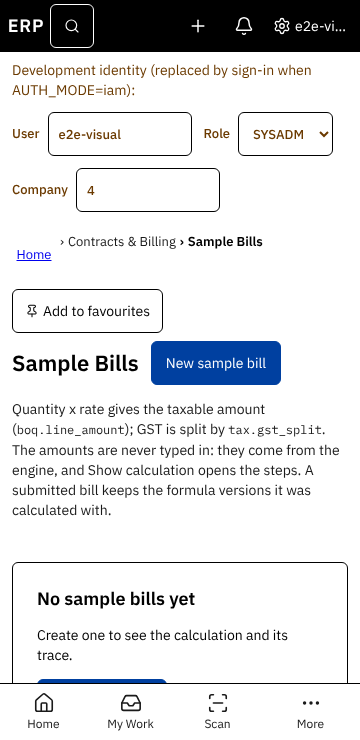 ERP e2e-vi...
Development identity (replaced by sign-in when
AUTH_MODE=iam):
User e2e-visual Role SYSADM
Company 4
Home › Contracts & Billing › Sample Bills
Add to favourites
Sample Bills New sample bill
Quantity x rate gives the taxable amount
(boq.line_amount); GST is split by tax.gst_split.
The amounts are never typed in: they come from the
engine, and Show calculation opens the steps. A
submitted bill keeps the formula versions it was
calculated with.
No sample bills yet
Create one to see the calculation and its
trace.
Home My Work Scan More